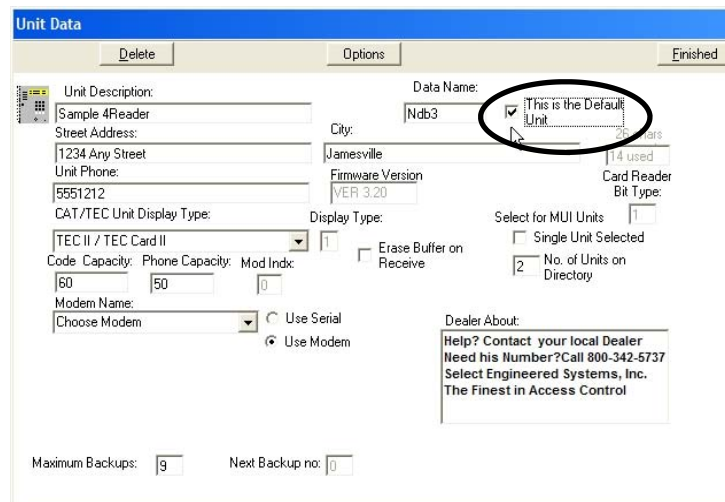 Unit Data
Delete Options Finished
Unit Description: Data Name:
Sample 4Reader Ndb3 This is the Default
Unit
Street Address: City: 26 chars
1234 Any Street Jamesville 14 used
Unit Phone: Firmware Version Card Reader
5551212 VER 3.20 Bit Type:
CAT/TEC Unit Display Type: Display Type: Select for MUI Units 1
TEC II / TEC Card II 1 Erase Buffer on
Receive Single Unit Selected
Code Capacity: Phone Capacity: Mod Indx: 2 No. of Units on
Directory
60 50 0
Modem Name:
Choose Modem Use Serial
Use Modem
Dealer About:
Help? Contact your local Dealer
Need his Number?Call 800-342-5737
Select Engineered Systems, Inc.
The Finest in Access Control
Maximum Backups: 9 Next Backup no: 0